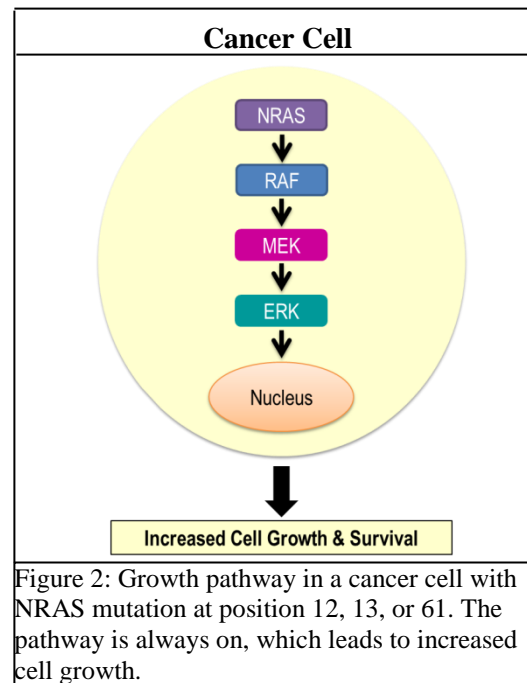 Cancer Cell
NRAS
RAF
MEK
ERK
Nucleus
Increased Cell Growth & Survival
Figure 2: Growth pathway in a cancer cell with
NRAS mutation at position 12, 13, or 61. The
pathway is always on, which leads to increased
cell growth.